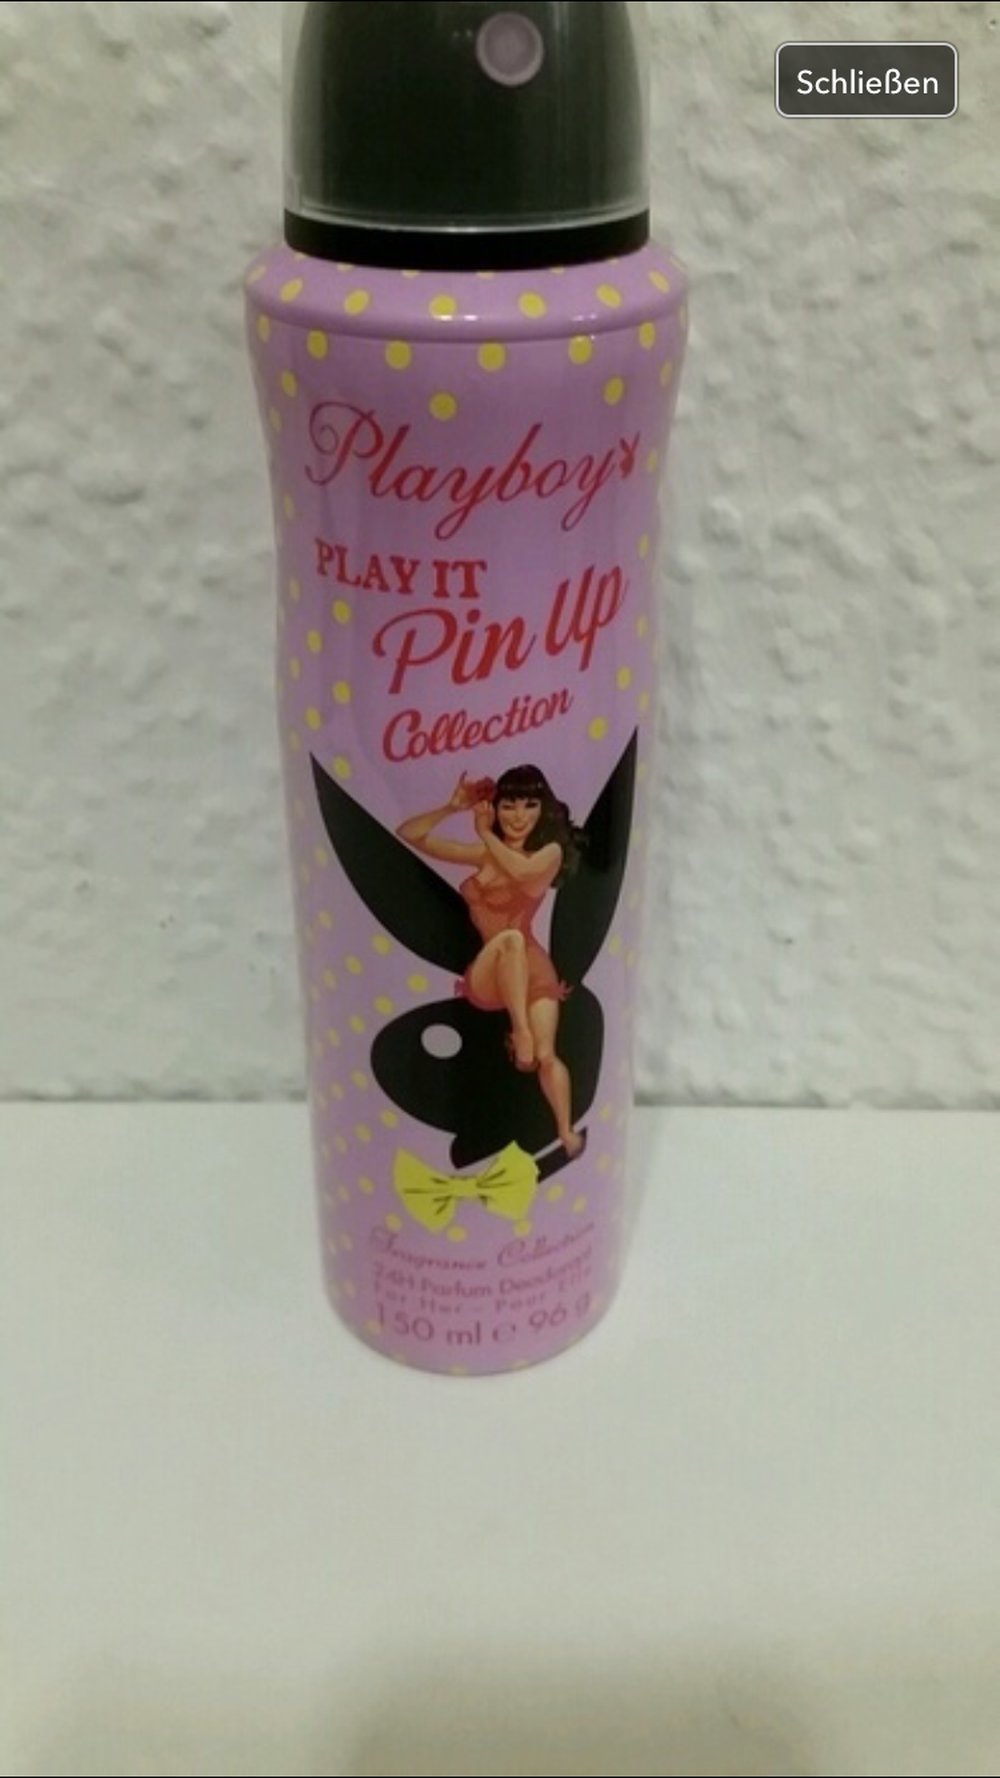 Schließen
Playboy
PLAY IT
Pin Up
Collection
Fragrance Collection
24H Parfum Deodorant
For Her - Pour Elle
150 ml e 96 g